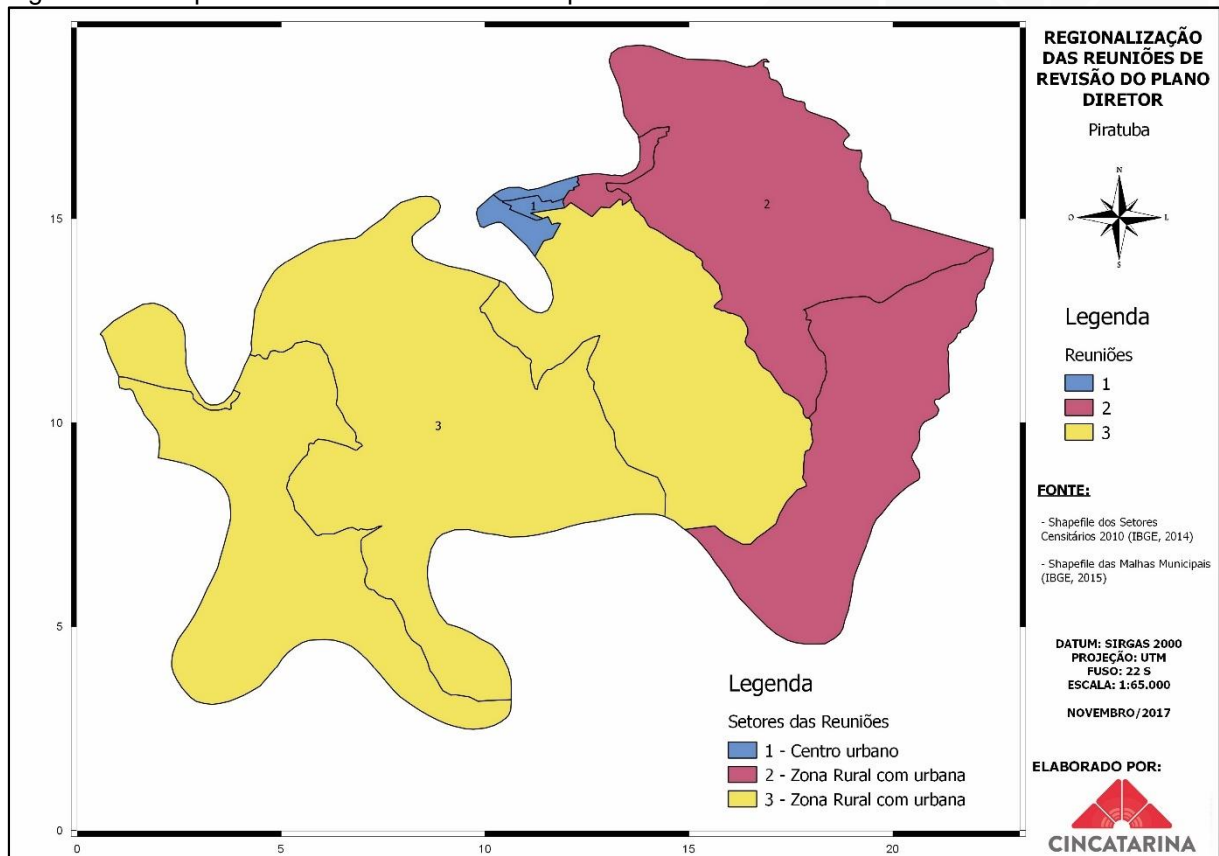 REGIONALIZAÇÃO
DAS REUNIÕES DE
REVISÃO DO PLANO
DIRETOR
Piratuba
N
O
L
S
Legenda
Reuniões
1
2
3
FONTE:
- Shapefile dos Setores
Censitários 2010 (IBGE, 2014)
- Shapefile das Malhas Municipais
(IBGE, 2015)
DATUM: SIRGAS 2000
PROJEÇÃO: UTM
FUSO: 22 S
ESCALA: 1:65.000
NOVEMBRO/2017
ELABORADO POR:
CINCATARINA
1
2
3
Legenda
Setores das Reuniões
1 - Centro urbano
2 - Zona Rural com urbana
3 - Zona Rural com urbana
15
10
5
0
0
5
10
15
20